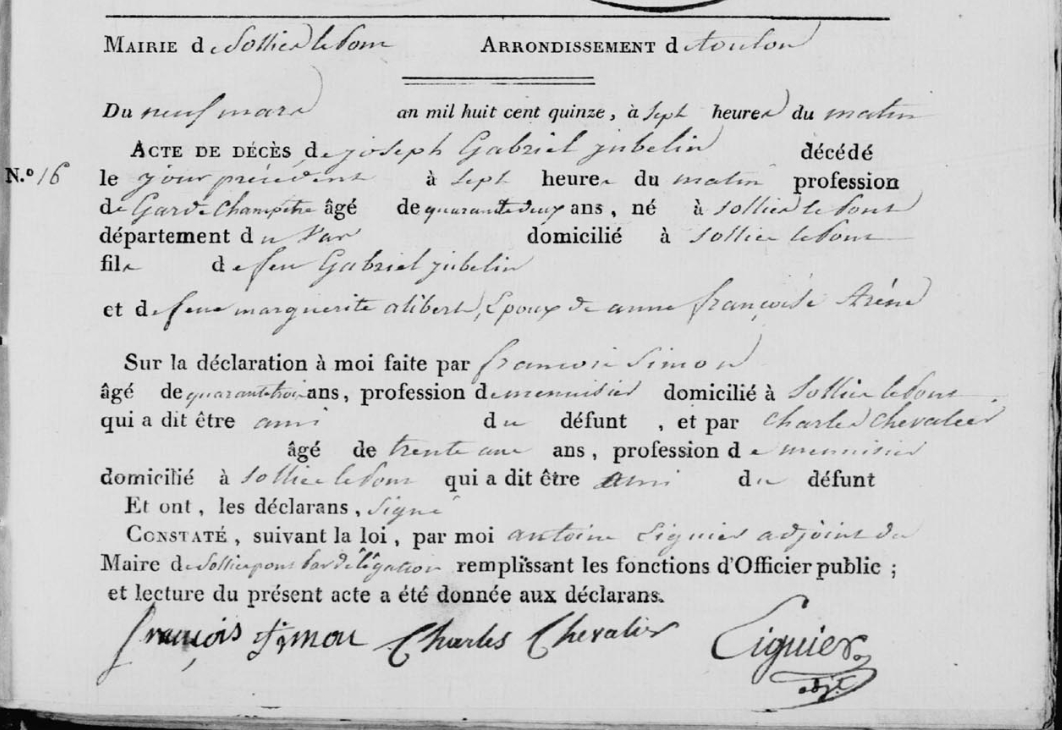 MAIRIE de Sollies le pont ARRONDISSEMENT de toulon
Du neuf mars an mil huit cent quinze, à sept heures du matin
ACTE DE DÉCÈS de joseph Gabriel jubelin décédé
N.º 16 le jour précédent à sept heures du matin profession
de Garde Champêtre âgé de quarante deux ans, né à Sollies le pont
département du Var domicilié à Sollies le pont
fils de feu Gabriel jubelin
et de feue marguerite alibert, Epoux de anne françoise Aréne
Sur la déclaration à moi faite par françois Simon
âgé de quarante trois ans, profession de menuisier domicilié à Sollies le pont
qui a dit être ami du défunt, et par Charles Chevalier
âgé de trente ans, profession de menuisier
domicilié à Sollies le pont qui a dit être ami du défunt
Et ont, les déclarans, signé
CONSTATÉ, suivant la loi, par moi antoine Liguier adjoint du
Maire de Sollies pont par délégation remplissant les fonctions d'Officier public ;
et lecture du présent acte a été donnée aux déclarans.
françois simon Charles Chevalier Liguier
adjt